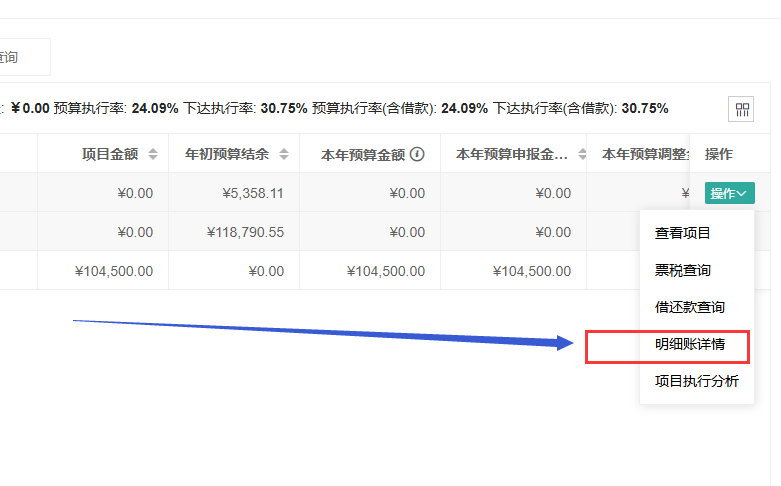 查询
: ¥0.00 预算执行率: 24.09% 下达执行率: 30.75% 预算执行率(含借款): 24.09% 下达执行率(含借款): 30.75%
项目金额 年初预算结余 本年预算金额 本年预算申报金... 本年预算调整 操作
¥0.00 ¥5,358.11 ¥0.00 ¥0.00 ¥ 操作
¥0.00 ¥118,790.55 ¥0.00 ¥0.00
¥104,500.00 ¥0.00 ¥104,500.00 ¥104,500.00
查看项目
票税查询
借还款查询
明细账详情
项目执行分析